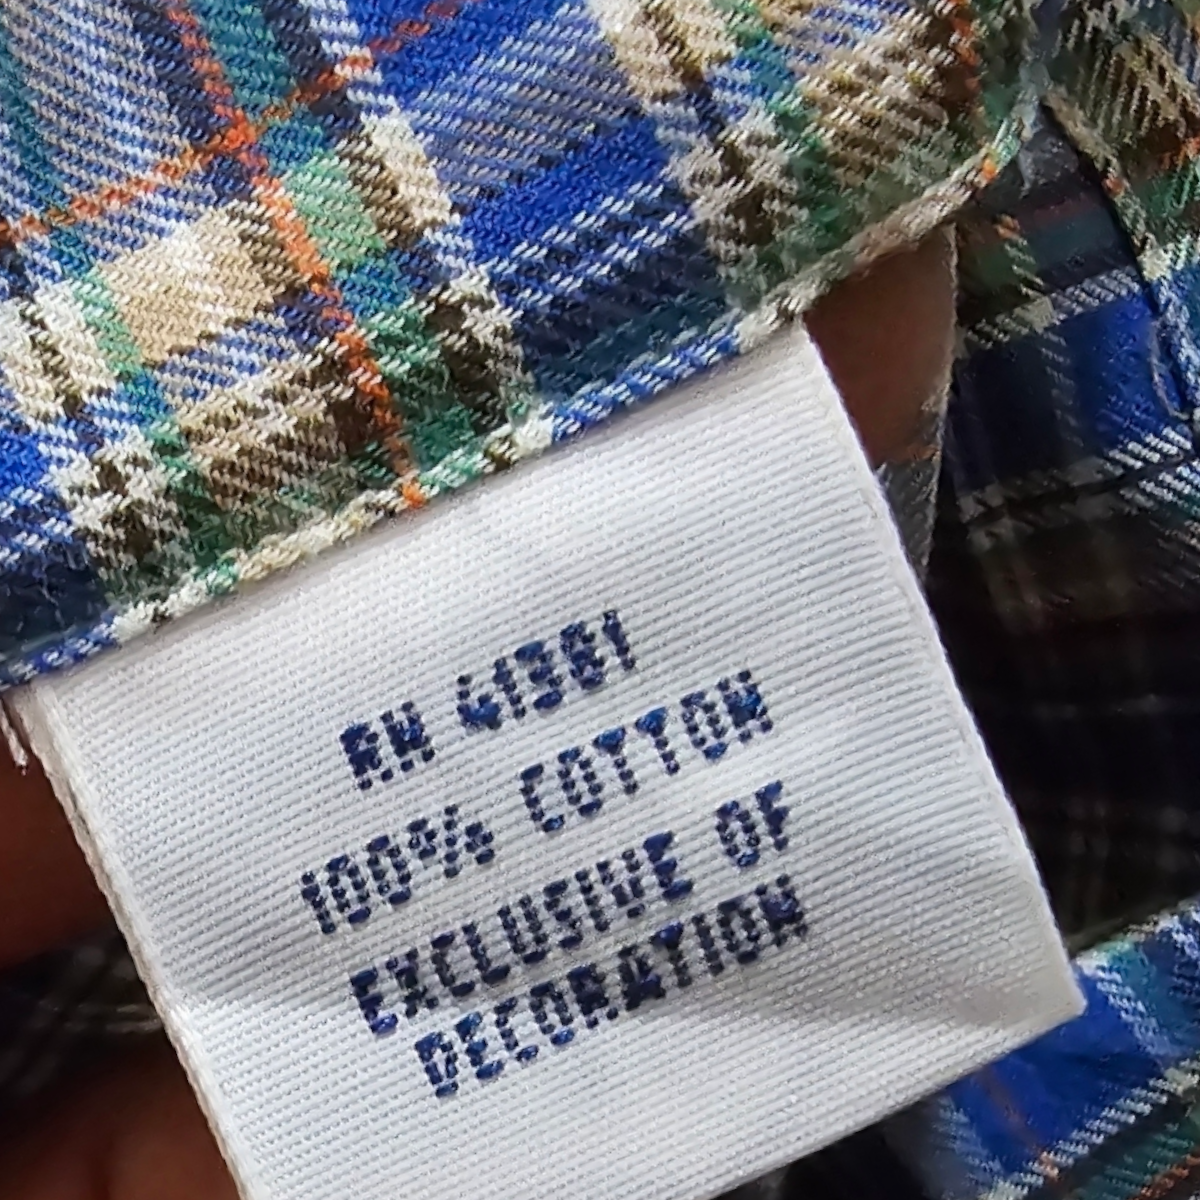 RN 41381
100% COTTON
EXCLUSIVE OF
DECORATION